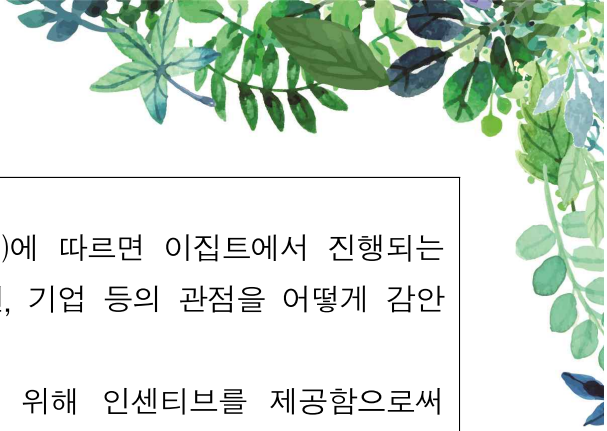 )에 따르면 이집트에서 진행되는
, 기업 등의 관점을 어떻게 감안
위해 인센티브를 제공함으로써